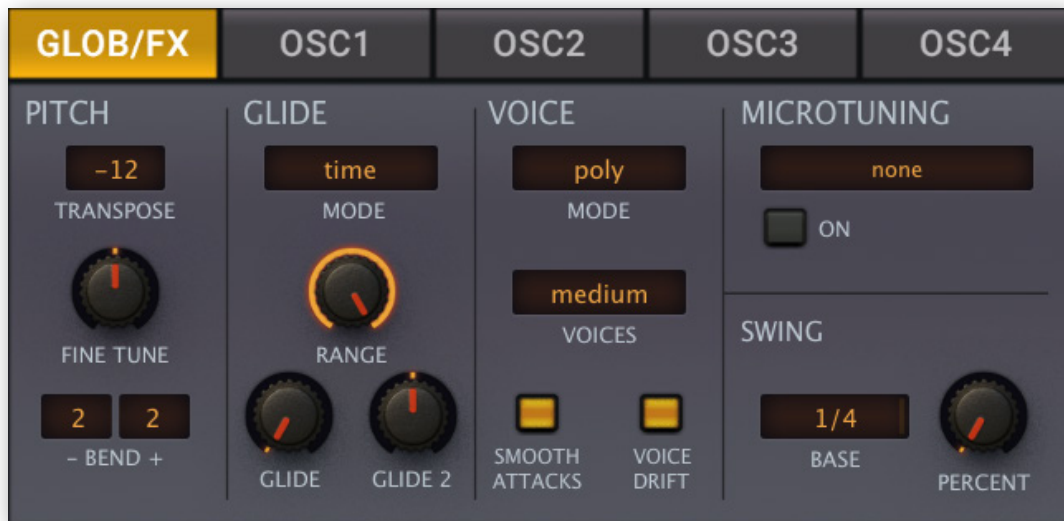 GLOB/FX
OSC1
OSC2
OSC3
OSC4
PITCH
-12
TRANSPOSE
FINE TUNE
2 2
- BEND +
GLIDE
time
MODE
RANGE
GLIDE
GLIDE 2
VOICE
poly
MODE
medium
VOICES
SMOOTH
ATTACKS
VOICE
DRIFT
MICROTUNING
none
ON
SWING
1/4
BASE
PERCENT